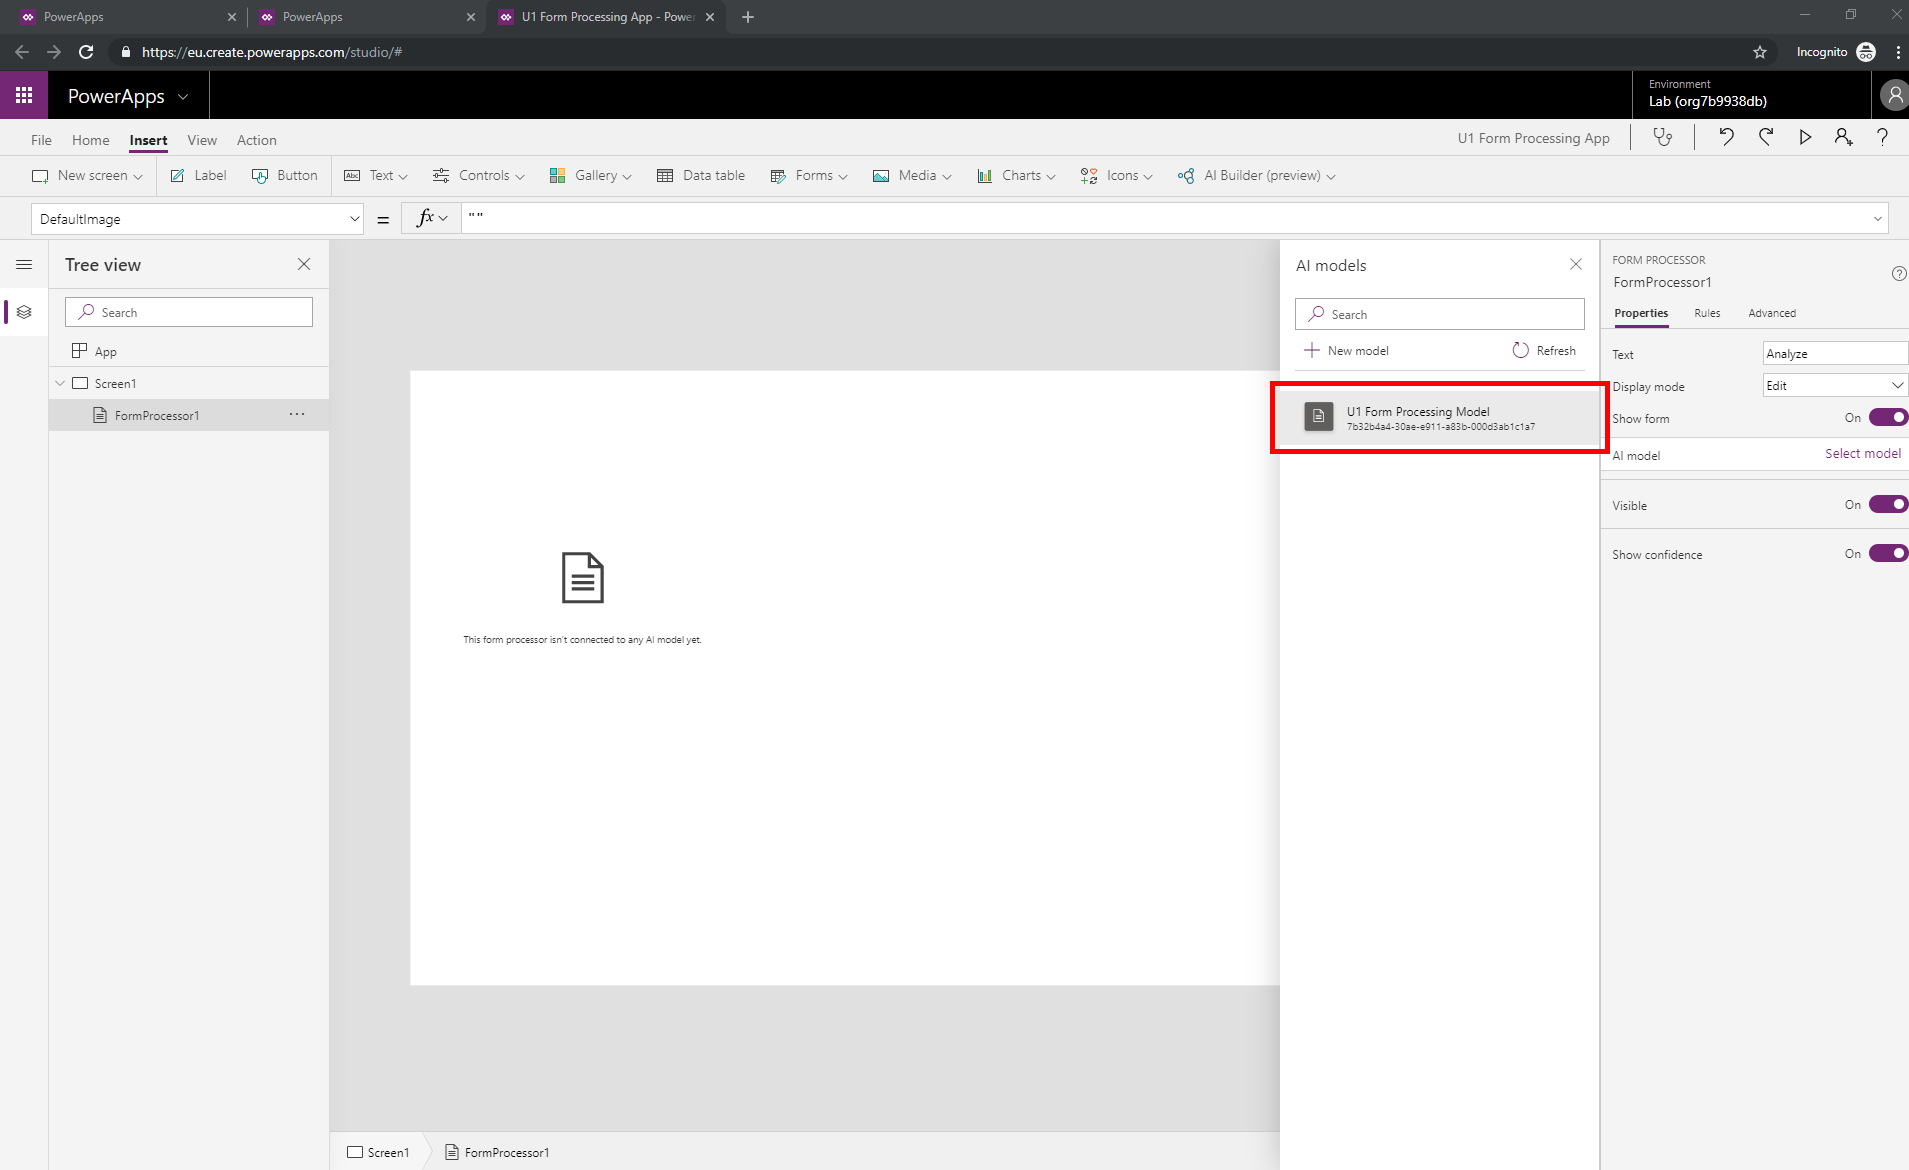 PowerApps
PowerApps
U1 Form Processing App - Power
https://eu.create.powerapps.com/studio/#
Incognito
PowerApps
Environment
Lab (org7b9938db)
File Home Insert View Action
U1 Form Processing App
New screen Label Button Text Controls Gallery Data table Forms Media Charts Icons AI Builder (preview)
DefaultImage = fx ""
Tree view
Search
App
Screen1
FormProcessor1
This form processor isn't connected to any AI model yet.
Screen1 FormProcessor1
AI models
Search
New model Refresh
U1 Form Processing Model
7b32b4a4-30ae-e911-a83b-000d3ab1c1a7
FORM PROCESSOR
FormProcessor1
Properties Rules Advanced
Text Analyze
Display mode Edit
Show form On
AI model Select model
Visible On
Show confidence On